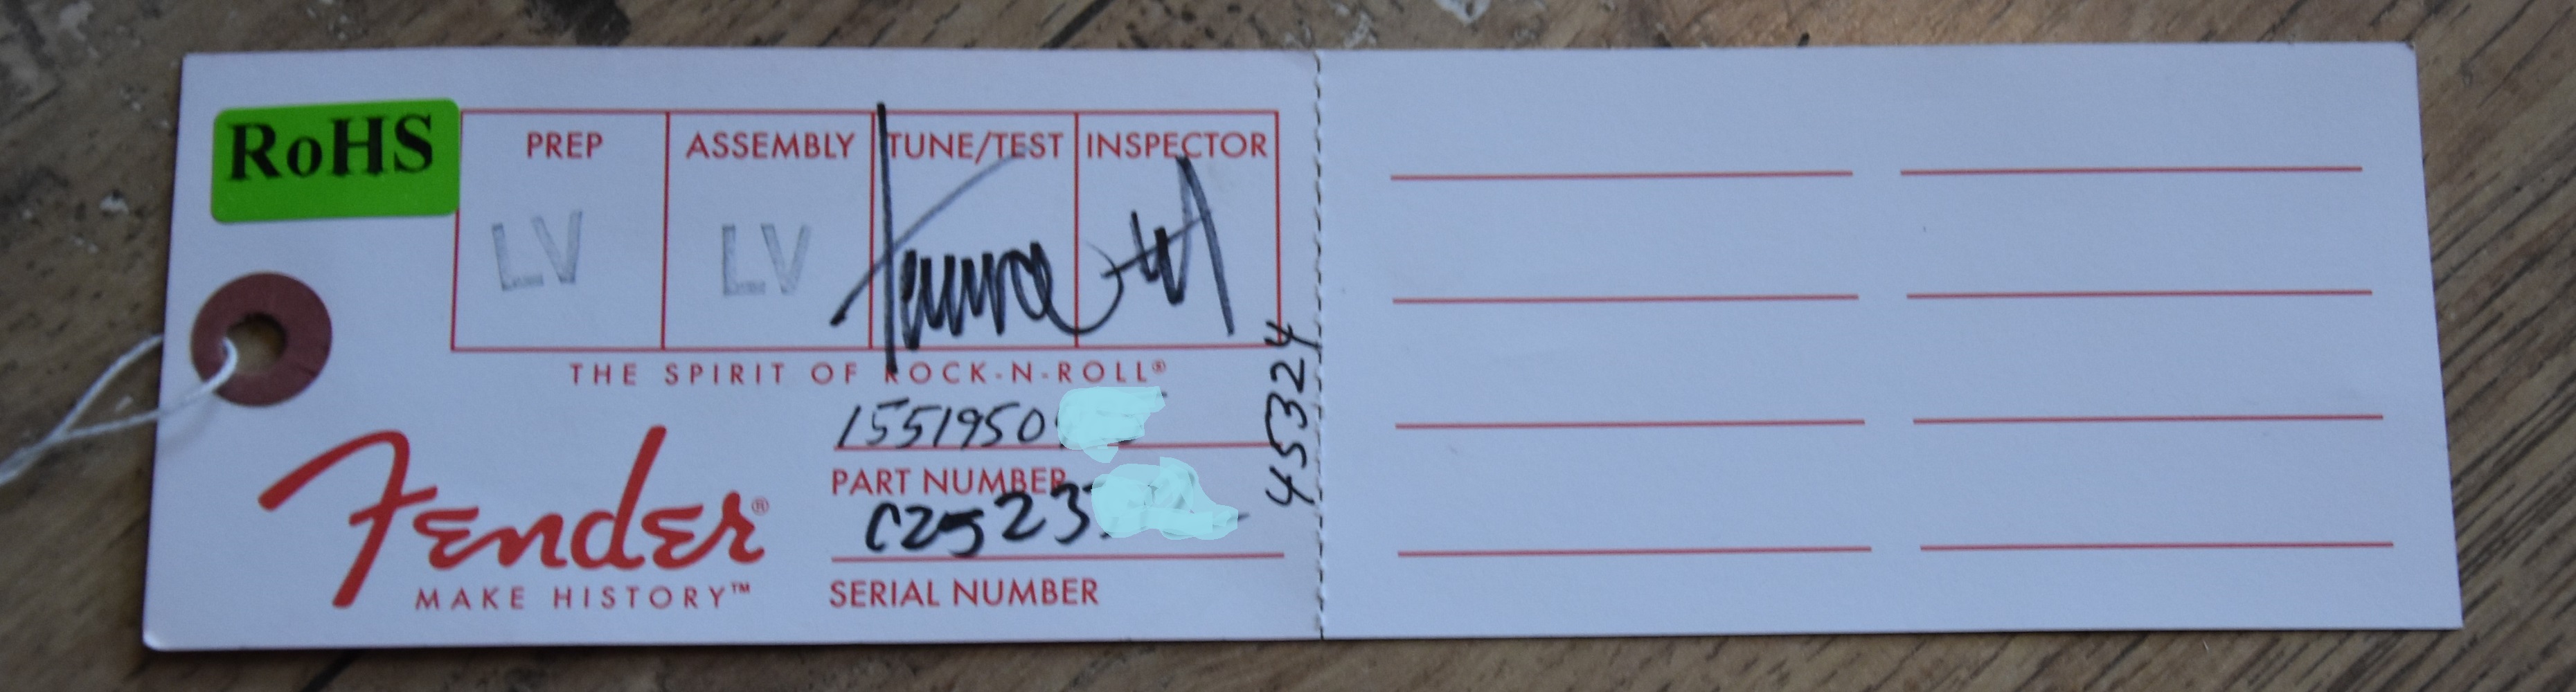 RoHS
PREP ASSEMBLY TUNE/TEST INSPECTOR
LV LV
THE SPIRIT OF ROCK-N-ROLL®
1551950
PART NUMBER
C2523
SERIAL NUMBER
Fender®
MAKE HISTORY™
45324